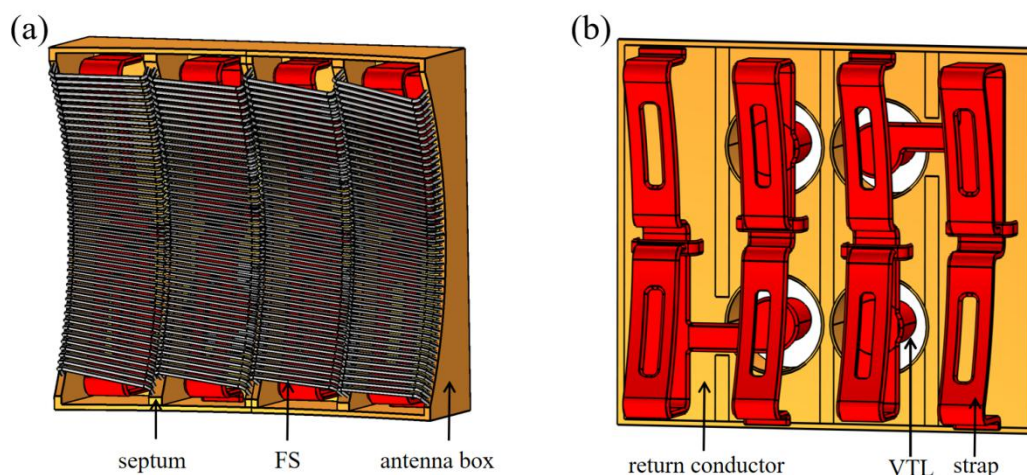 (a)
(b)
septum
FS
antenna box
return conductor
VTL
strap